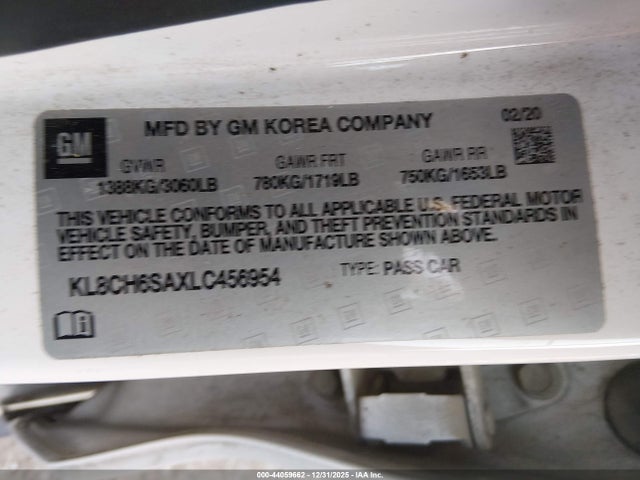 GM
MFD BY GM KOREA COMPANY
02/20
GVWR
GAWR FRT
GAWR RR
1388KG/3060LB
780KG/1719LB
750KG/1653LB
THIS VEHICLE CONFORMS TO ALL APPLICABLE U.S. FEDERAL MOTOR
VEHICLE SAFETY, BUMPER, AND THEFT PREVENTION STANDARDS IN
EFFECT ON THE DATE OF MANUFACTURE SHOWN ABOVE.
KL8CH6SAXLC456954
TYPE: PASS CAR
000-44059662 - 12/31/2025 - IAAI.COM